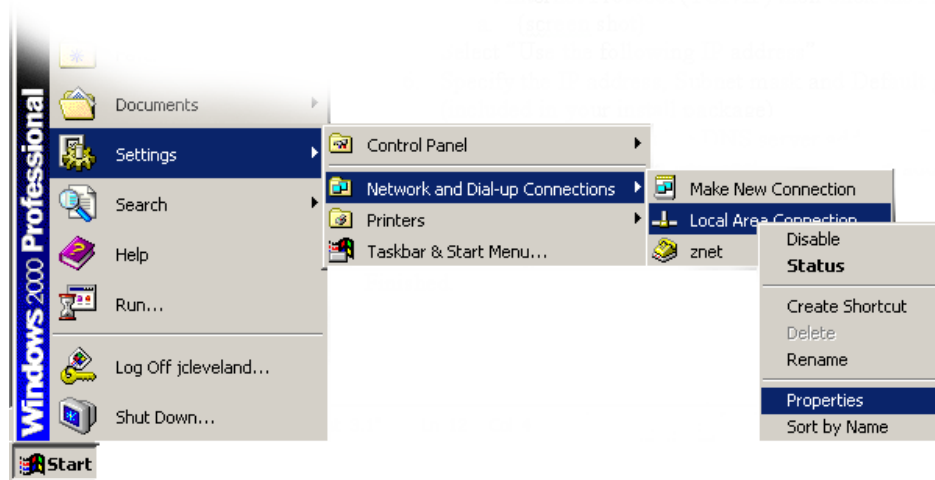 Windows 2000 Professional
Documents
Settings
Search
Help
Run...
Log Off jcleveland...
Shut Down...
Start
Control Panel
Network and Dial-up Connections
Printers
Taskbar & Start Menu...
Make New Connection
Local Area Connection
znet
Disable
Status
Create Shortcut
Delete
Rename
Properties
Sort by Name